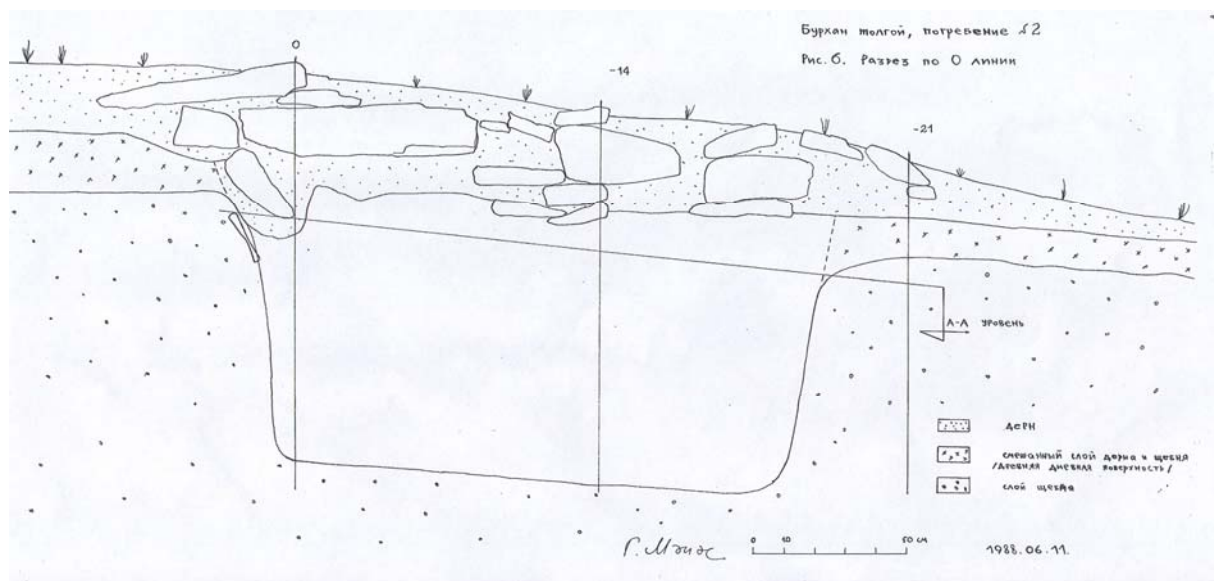 Бурхан толгой, погребение №2
Рис. 6. Разрез по 0 линии
0
-14
-21
А-А уровень
дерн
смешанный слой дерна и щебня
/древняя дневная поверхность/
слой щебня
Г. Мэнэс
0 10 50 см
1988.06.11.